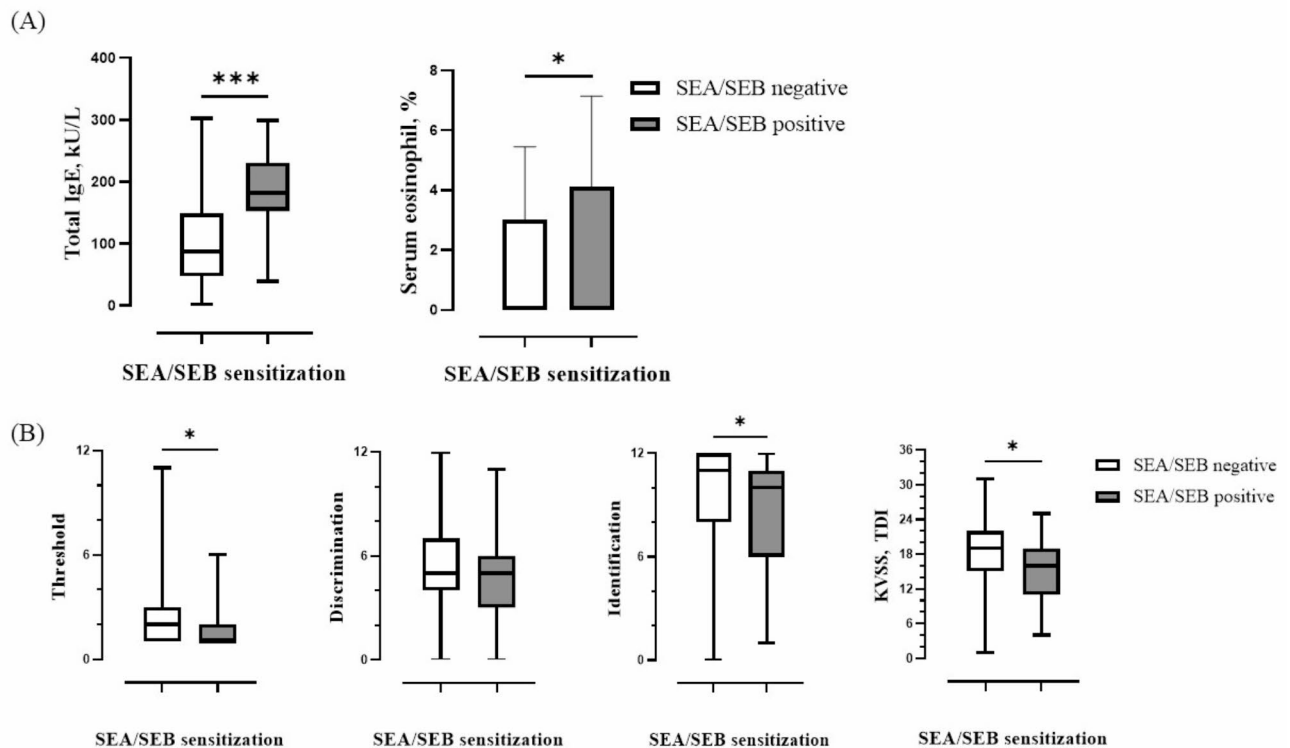 (A)
400
300
200
100
0
Total IgE, kU/L
***
SEA/SEB sensitization
8
6
4
2
0
Serum eosinophil, %
*
SEA/SEB sensitization
SEA/SEB negative
SEA/SEB positive
(B)
12
6
0
Threshold
*
SEA/SEB sensitization
12
6
0
Discrimination
SEA/SEB sensitization
12
6
0
Identification
*
SEA/SEB sensitization
36
30
24
18
12
6
0
KVSS, TDI
*
SEA/SEB sensitization
SEA/SEB negative
SEA/SEB positive